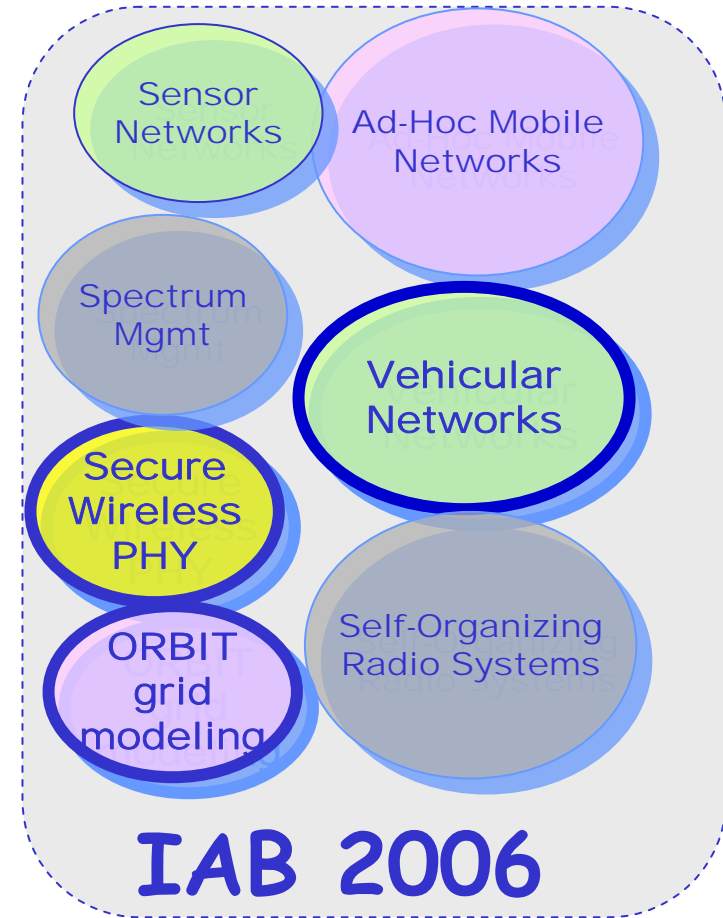 Sensor
Networks
Ad-Hoc Mobile
Networks
Spectrum
Mgmt
Vehicular
Networks
Secure
Wireless
PHY
Self-Organizing
Radio Systems
ORBIT
grid
modeling
IAB 2006